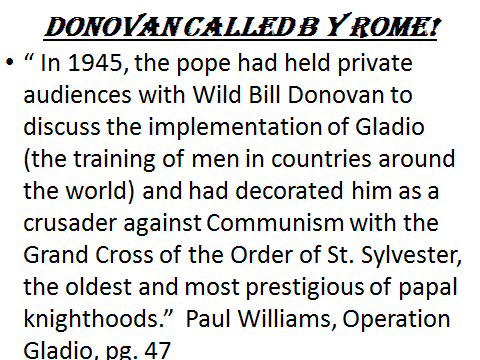 DONOVAN CALLED B Y ROME!
• “ In 1945, the pope had held private
audiences with Wild Bill Donovan to
discuss the implementation of Gladio
(the training of men in countries around
the world) and had decorated him as a
crusader against Communism with the
Grand Cross of the Order of St. Sylvester,
the oldest and most prestigious of papal
knighthoods.” Paul Williams, Operation
Gladio, pg. 47